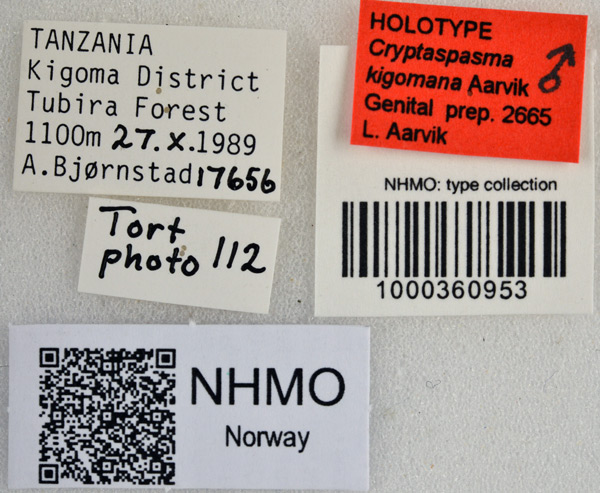 TANZANIA
Kigoma District
Tubira Forest
1100m 27.X.1989
A.Bjørnstad 17656
Tort
photo 112
HOLOTYPE
Cryptaspasma ♂
kigomana Aarvik
Genital prep. 2665
L. Aarvik
NHMO: type collection
1000360953
NHMO
Norway